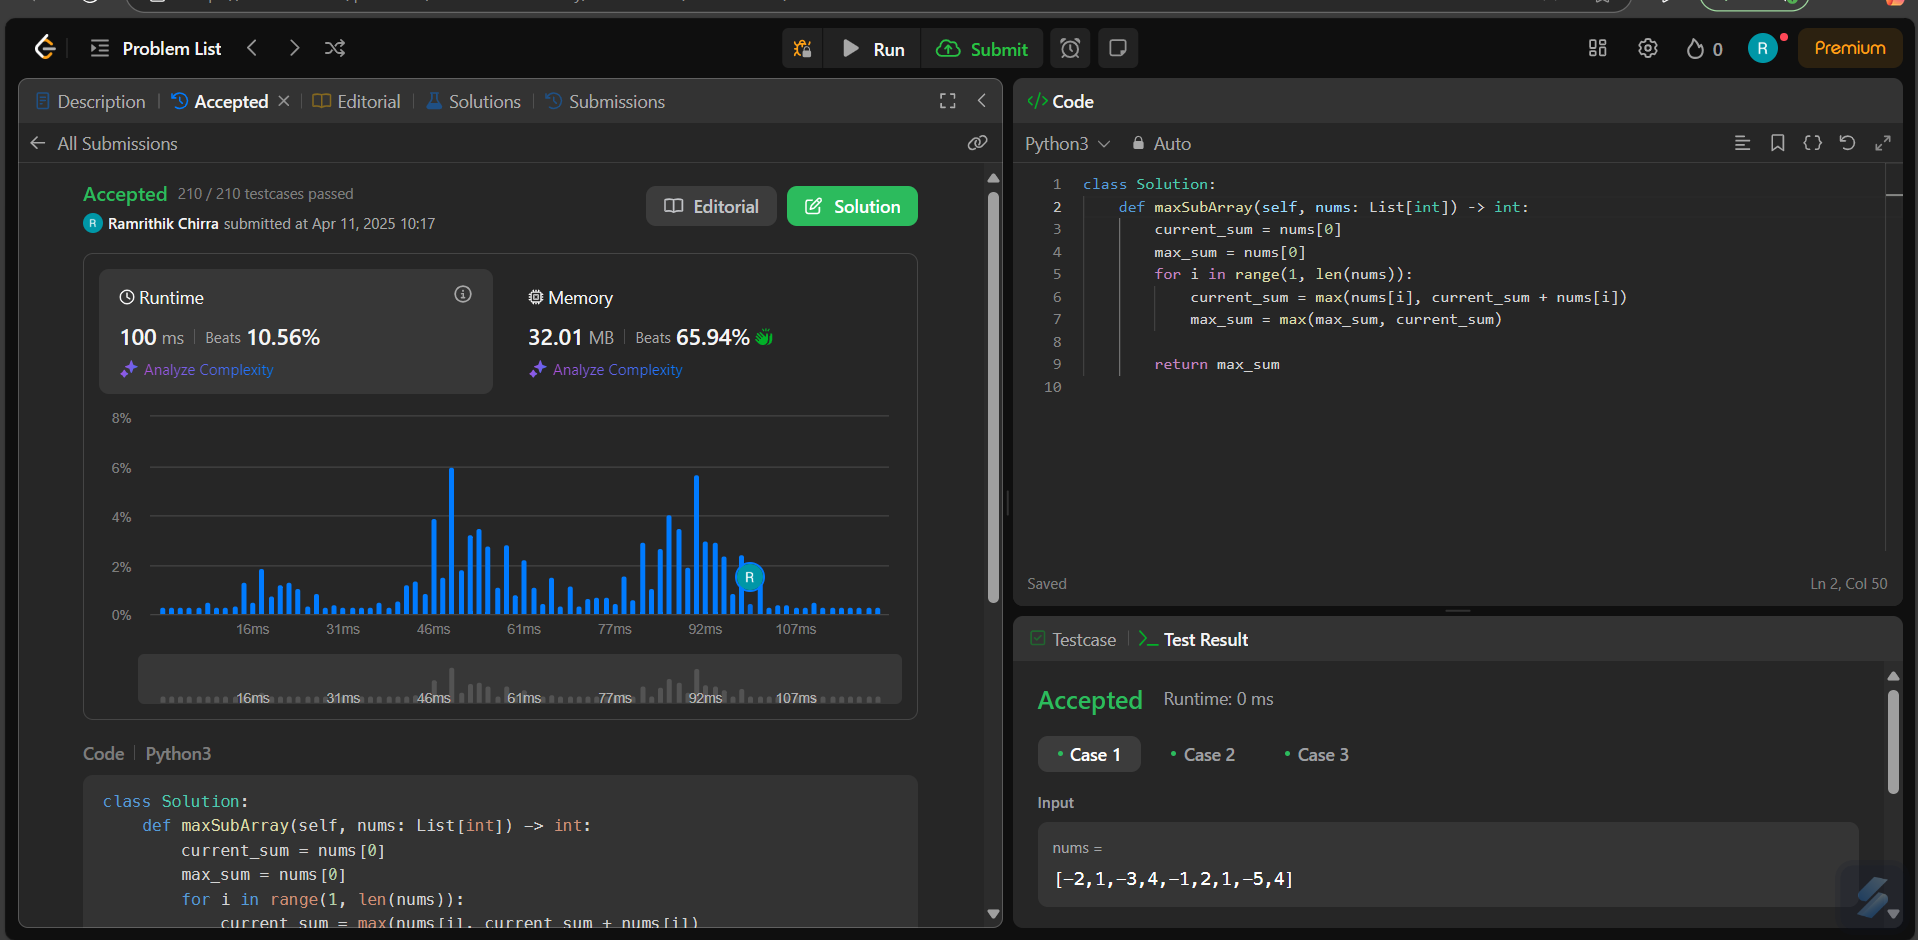 Problem List
Run
Submit
0
R
Premium
Description
Accepted
Editorial
Solutions
Submissions
All Submissions
Accepted 210 / 210 testcases passed
R Ramrithik Chirra submitted at Apr 11, 2025 10:17
Editorial
Solution
Runtime
100 ms Beats 10.56%
Analyze Complexity
Memory
32.01 MB Beats 65.94%
Analyze Complexity
8%
6%
4%
2%
0%
R
16ms 31ms 46ms 61ms 77ms 92ms 107ms
16ms 31ms 46ms 61ms 77ms 92ms 107ms
Code Python3
class Solution:
def maxSubArray(self, nums: List[int]) -> int:
current_sum = nums[0]
max_sum = nums[0]
for i in range(1, len(nums)):
current_sum = max(nums[i], current_sum + nums[i])
</> Code
Python3 Auto
1 class Solution:
2 def maxSubArray(self, nums: List[int]) -> int:
3 current_sum = nums[0]
4 max_sum = nums[0]
5 for i in range(1, len(nums)):
6 current_sum = max(nums[i], current_sum + nums[i])
7 max_sum = max(max_sum, current_sum)
8
9 return max_sum
10
Saved
Ln 2, Col 50
Testcase
Test Result
Accepted Runtime: 0 ms
Case 1
Case 2
Case 3
Input
nums =
[-2,1,-3,4,-1,2,1,-5,4]